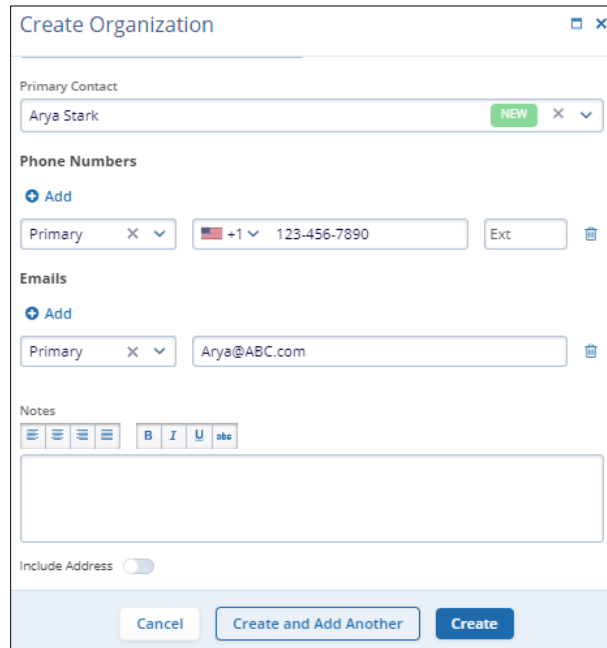 Create Organization
Primary Contact
Arya Stark NEW
Phone Numbers
Add
Primary +1 123-456-7890 Ext
Emails
Add
Primary Arya@ABC.com
Notes
B I U abc
Include Address
Cancel Create and Add Another Create